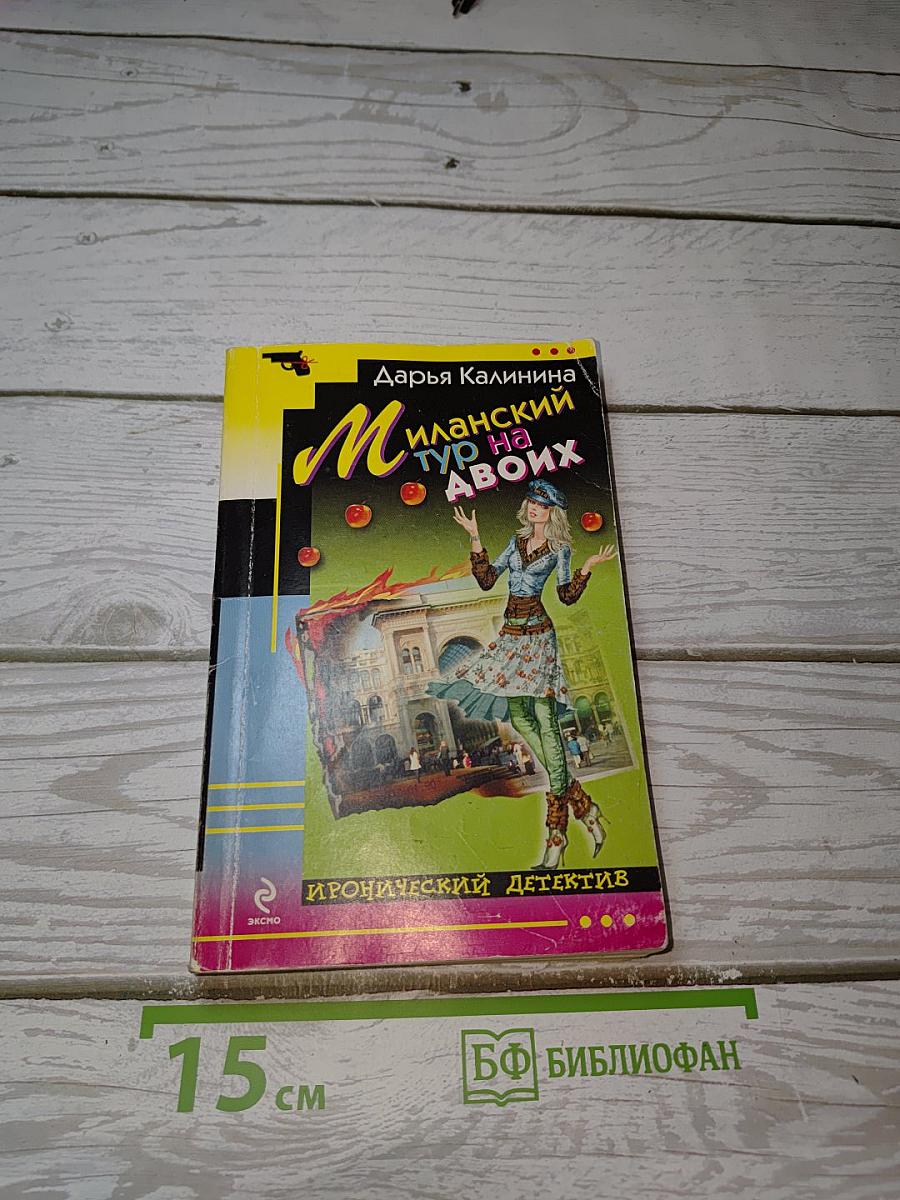 Дарья Калинина
Миланский
тур на
двоих
ИРОНИЧЕСКИЙ ДЕТЕКТИВ
ЭКСМО
15 см
БФ БИБЛИОФАН